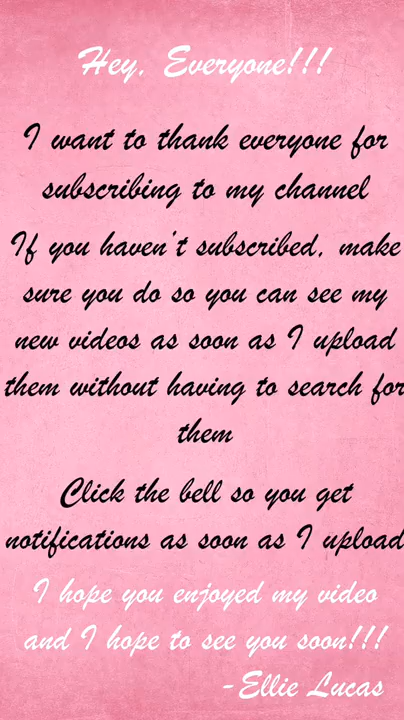 Hey, Everyone!!!
I want to thank everyone for
subscribing to my channel
If you haven't subscribed, make
sure you do so you can see my
new videos as soon as I upload
them without having to search for
them
Click the bell so you get
notifications as soon as I upload
I hope you enjoyed my video
and I hope to see you soon!!!
-Ellie Lucas